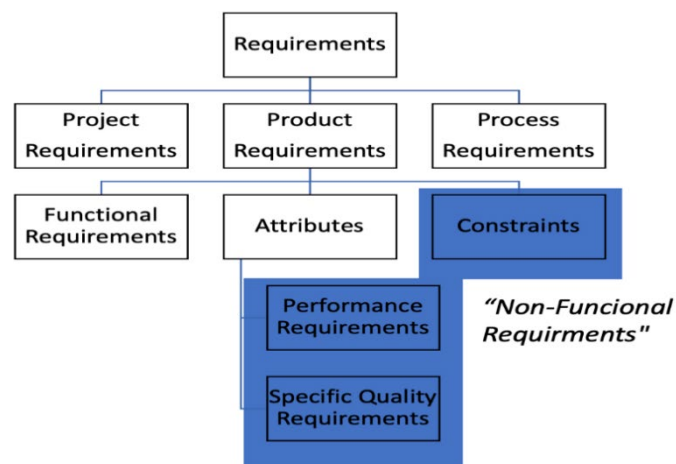 Requirements
Project
Requirements
Product
Requirements
Process
Requirements
Functional
Requirements
Attributes
Constraints
Performance
Requirements
“Non-Funcional
Requirments"
Specific Quality
Requirements